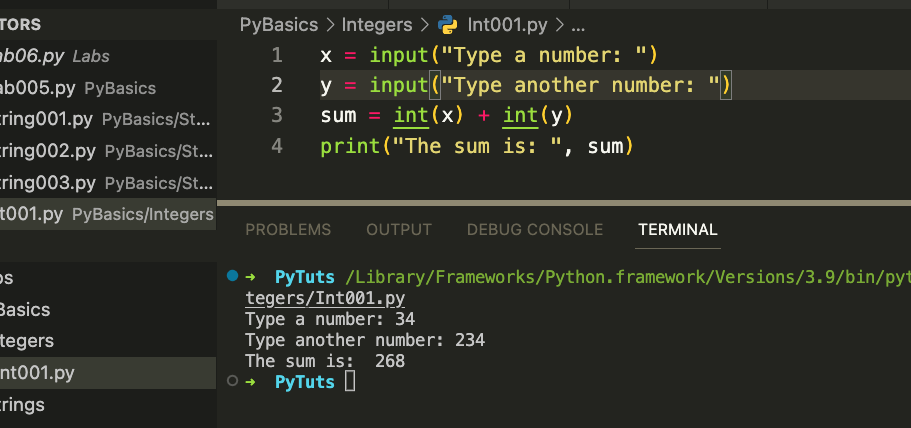 TORS
ab06.py Labs
ab005.py PyBasics
tring001.py PyBasics/St...
tring002.py PyBasics/St...
tring003.py PyBasics/St...
t001.py PyBasics/Integers
os
Basics
tegers
nt001.py
rings
PyBasics > Integers > Int001.py > ...
1 x = input("Type a number: ")
2 y = input("Type another number: ")
3 sum = int(x) + int(y)
4 print("The sum is: ", sum)
PROBLEMS OUTPUT DEBUG CONSOLE TERMINAL
➜ PyTuts /Library/Frameworks/Python.framework/Versions/3.9/bin/pyt
tegers/Int001.py
Type a number: 34
Type another number: 234
The sum is:  268
➜ PyTuts